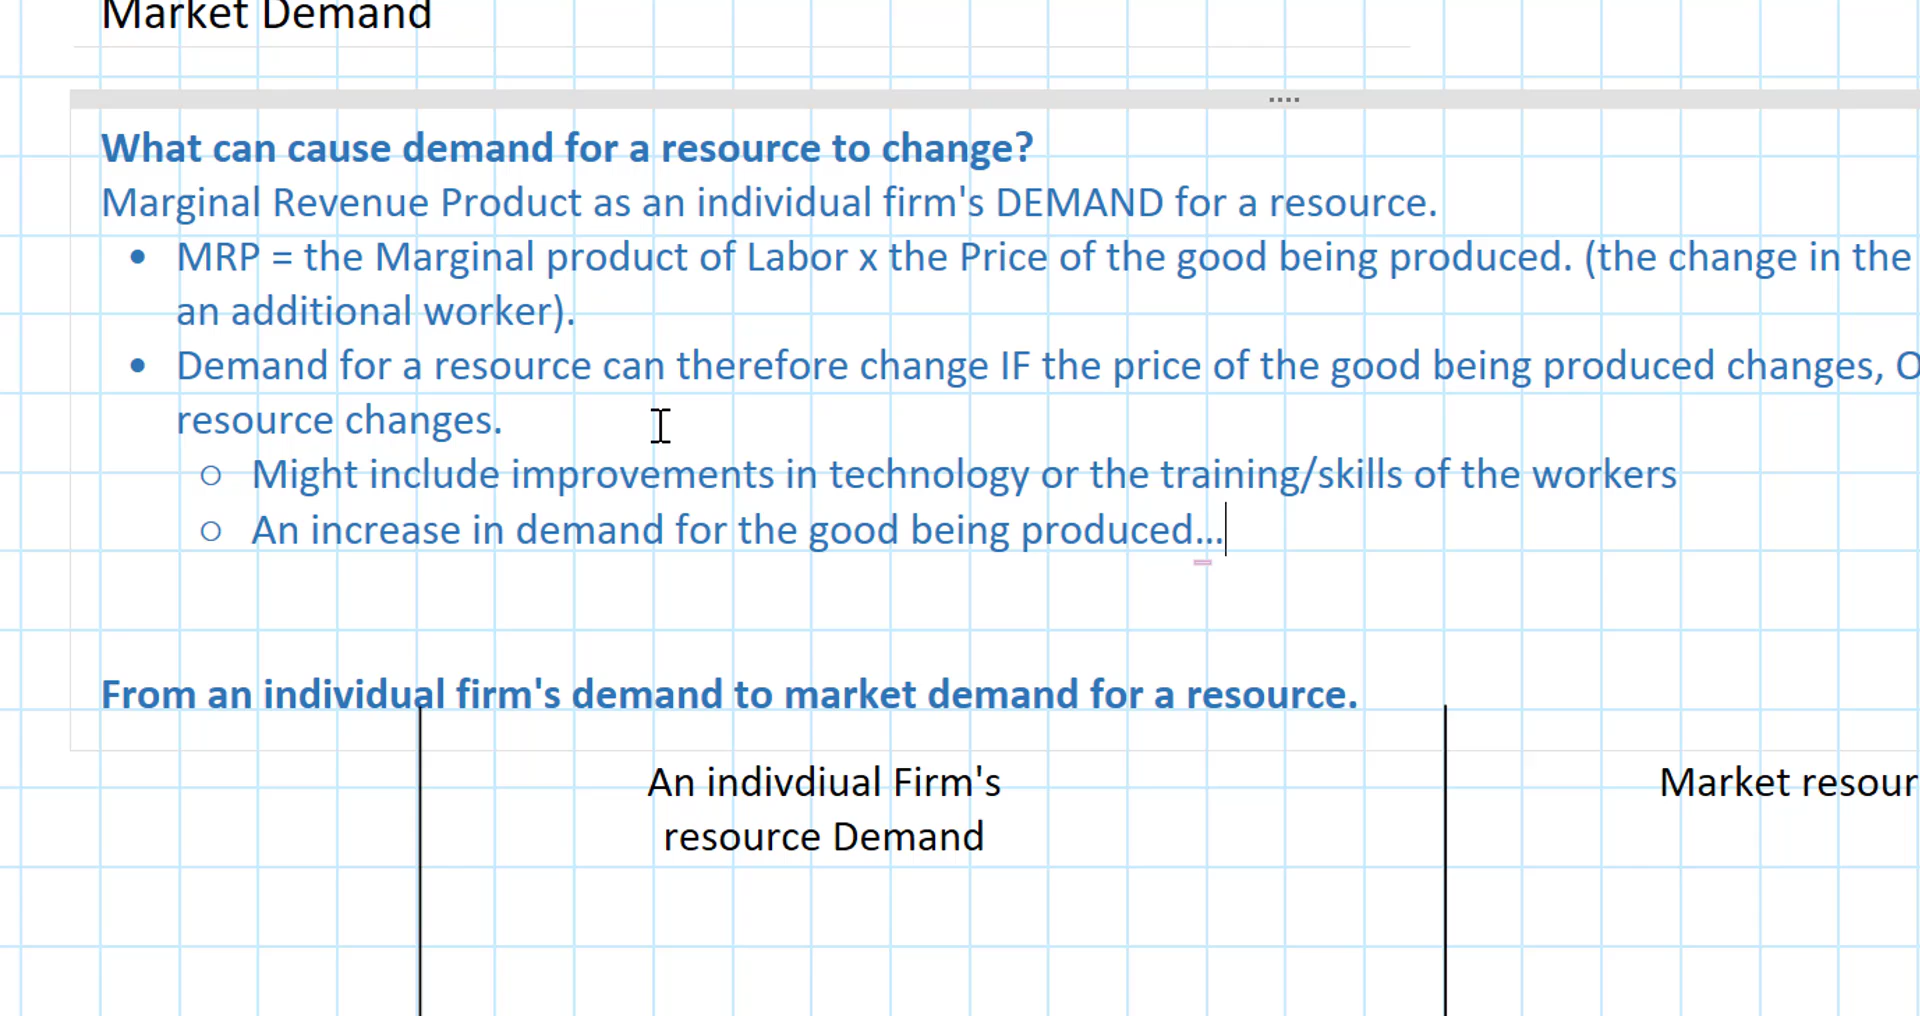 Market Demand
What can cause demand for a resource to change?
Marginal Revenue Product as an individual firm's DEMAND for a resource.
• MRP = the Marginal product of Labor x the Price of the good being produced. (the change in the
an additional worker).
• Demand for a resource can therefore change IF the price of the good being produced changes, O
resource changes.
○ Might include improvements in technology or the training/skills of the workers
○ An increase in demand for the good being produced...
From an individual firm's demand to market demand for a resource.
An indivdiual Firm's
resource Demand
Market resour